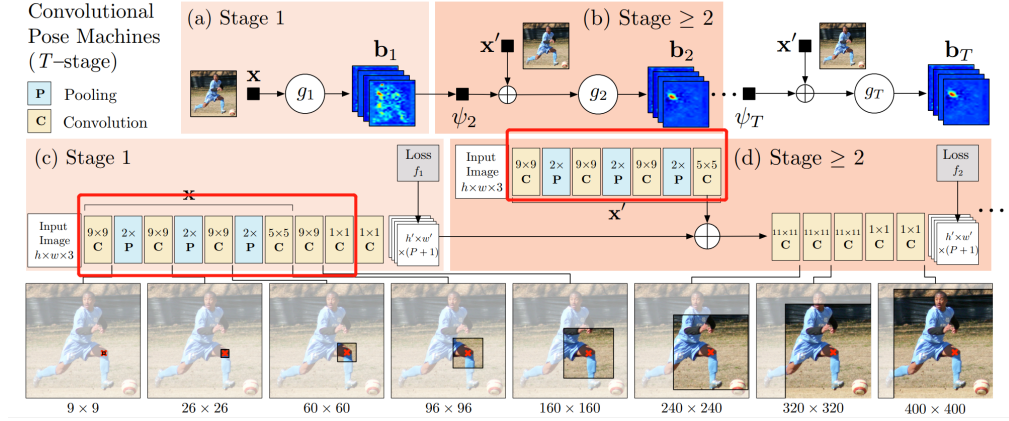 Convolutional
Pose Machines
(T–stage)
P Pooling
C Convolution
(a) Stage 1
x
g₁
b₁
(b) Stage ≥ 2
x′
ψ₂
⊕
g₂
b₂
···
x′
ψ_T
⊕
g_T
b_T
(c) Stage 1
Loss
f₁
x
Input
Image
h×w×3
9×9
C
2×
P
9×9
C
2×
P
9×9
C
2×
P
5×5
C
9×9
C
1×1
C
1×1
C
h′×w′
×(P+1)
(d) Stage ≥ 2
Input
Image
h×w×3
9×9
C
2×
P
9×9
C
2×
P
9×9
C
2×
P
5×5
C
x′
⊕
11×11
C
11×11
C
11×11
C
1×1
C
1×1
C
Loss
f₂
h′×w′
×(P+1)
···
9 × 9
26 × 26
60 × 60
96 × 96
160 × 160
240 × 240
320 × 320
400 × 400